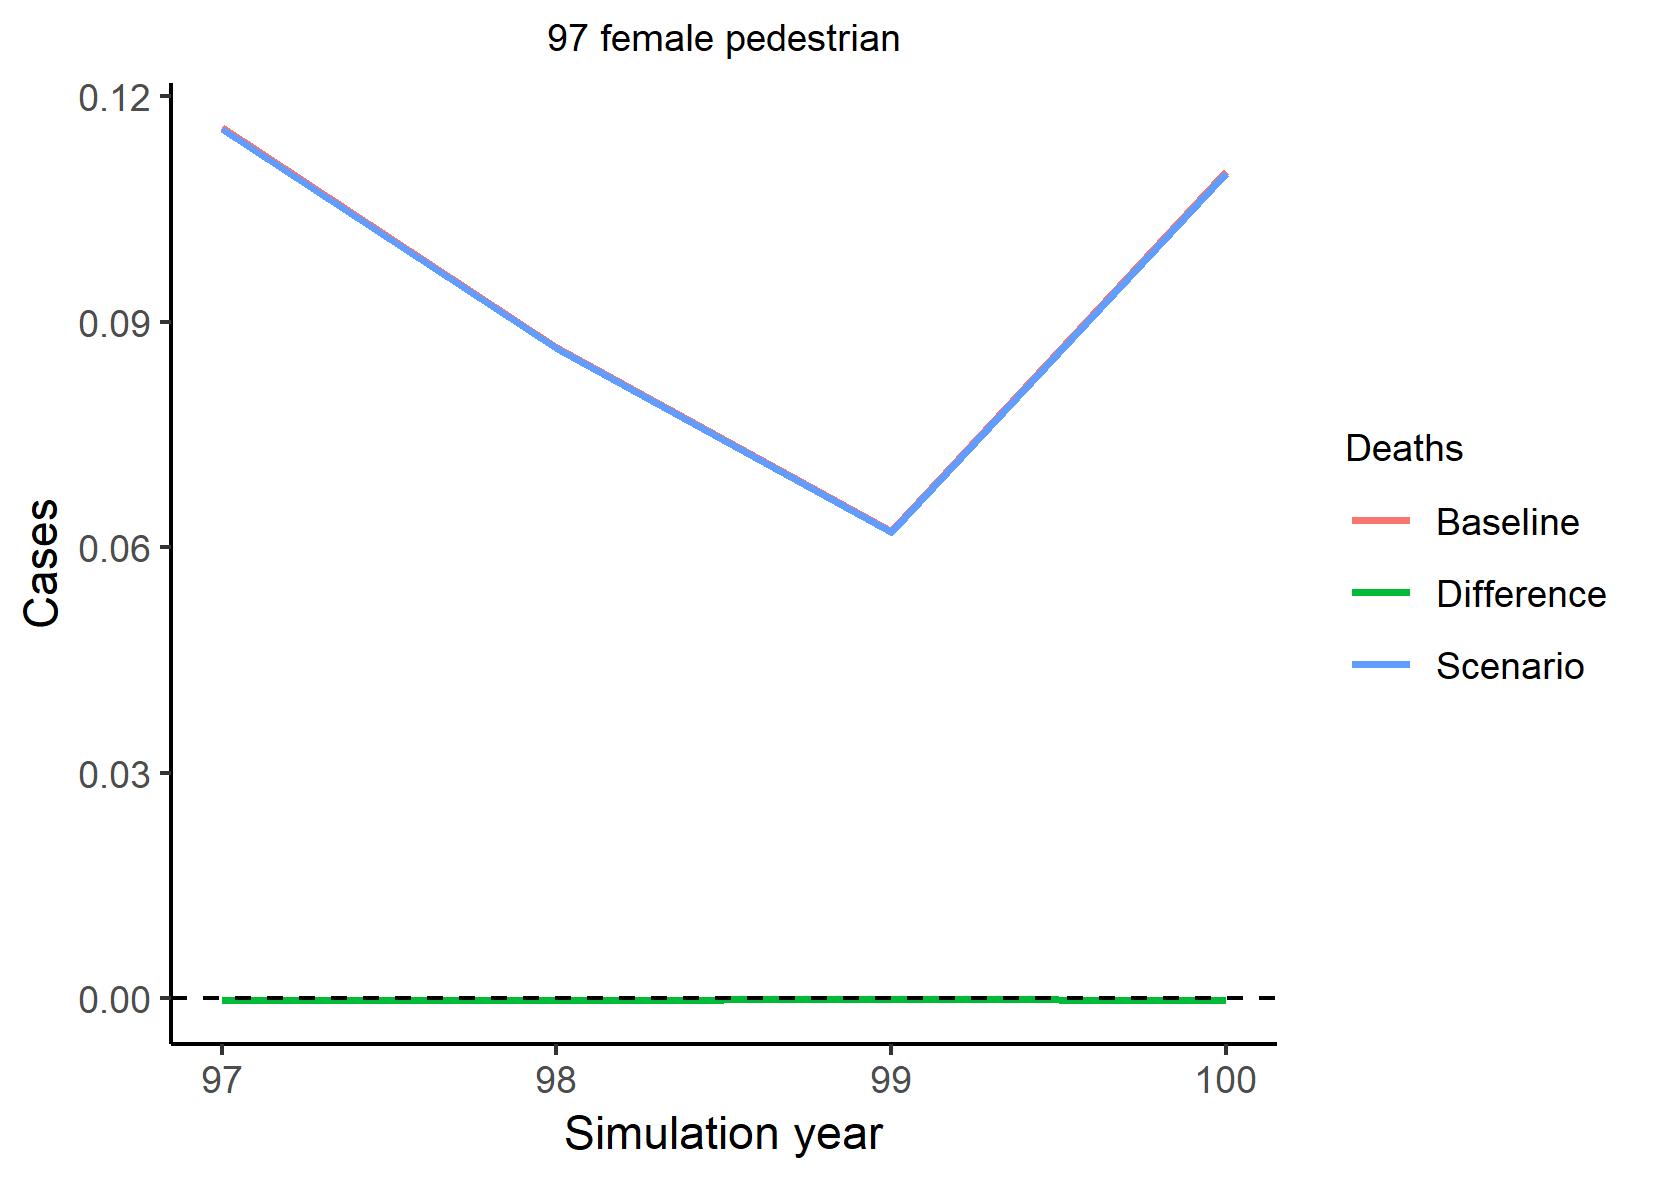 97 female pedestrian
0.12
0.09
0.06
0.03
0.00
Cases
97 98 99 100
Simulation year
Deaths
Baseline
Difference
Scenario